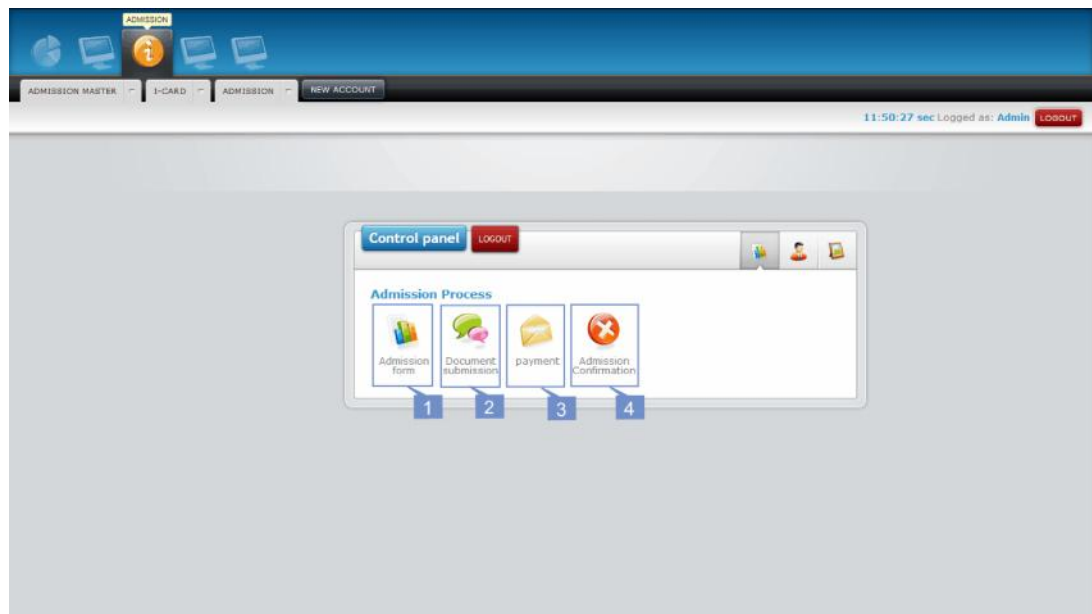 ADMISSION
ADMISSION MASTER
I-CARD
ADMISSION
NEW ACCOUNT
11:50:27 sec Logged as: Admin LOGOUT
Control panel LOGOUT
Admission Process
Admission
form
Document
submission
payment
Admission
Confirmation
1
2
3
4